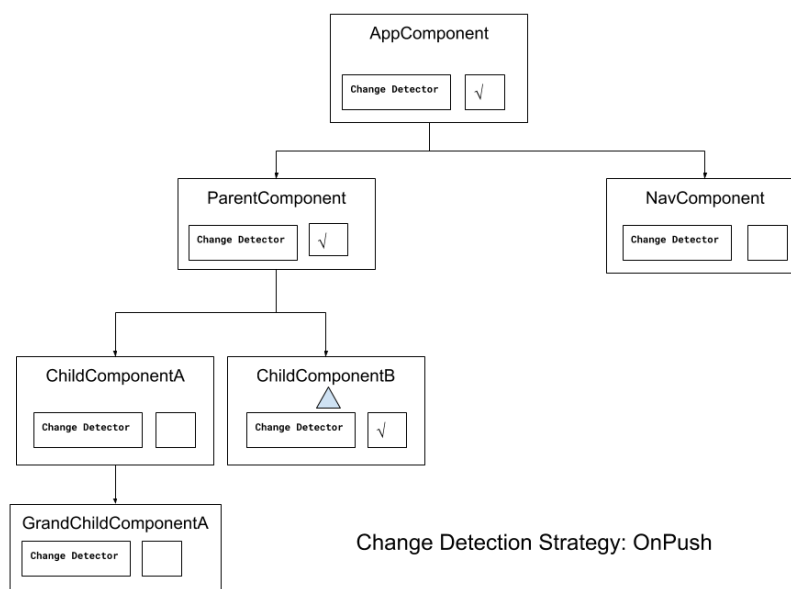 AppComponent
Change Detector √
ParentComponent
Change Detector √
NavComponent
Change Detector
ChildComponentA
Change Detector
ChildComponentB
Change Detector √
GrandChildComponentA
Change Detector
Change Detection Strategy: OnPush